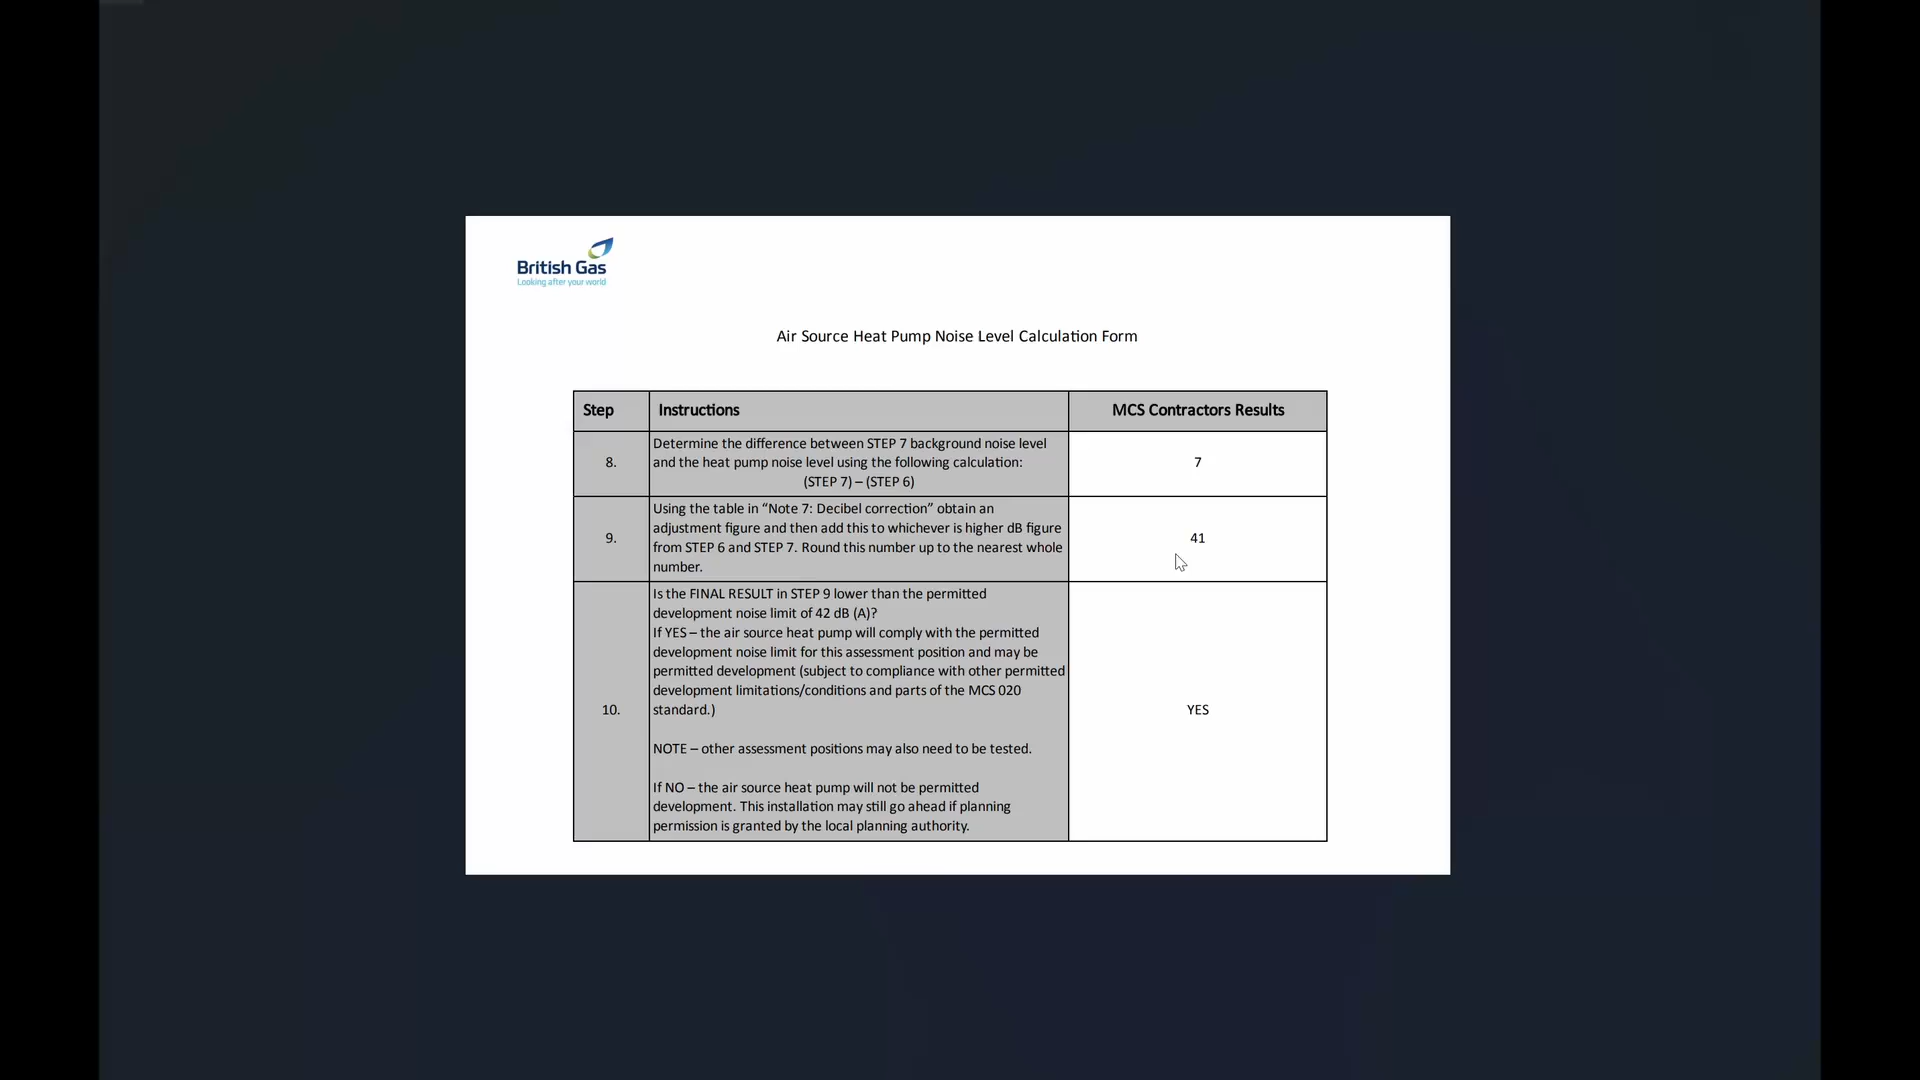 British Gas
Looking after your world
Air Source Heat Pump Noise Level Calculation Form
Step Instructions MCS Contractors Results
8. Determine the difference between STEP 7 background noise level
and the heat pump noise level using the following calculation:
(STEP 7) – (STEP 6)
7
9. Using the table in “Note 7: Decibel correction” obtain an
adjustment figure and then add this to whichever is higher dB figure
from STEP 6 and STEP 7. Round this number up to the nearest whole
number.
41
10. Is the FINAL RESULT in STEP 9 lower than the permitted
development noise limit of 42 dB (A)?
If YES – the air source heat pump will comply with the permitted
development noise limit for this assessment position and may be
permitted development (subject to compliance with other permitted
development limitations/conditions and parts of the MCS 020
standard.)
NOTE – other assessment positions may also need to be tested.
If NO – the air source heat pump will not be permitted
development. This installation may still go ahead if planning
permission is granted by the local planning authority.
YES